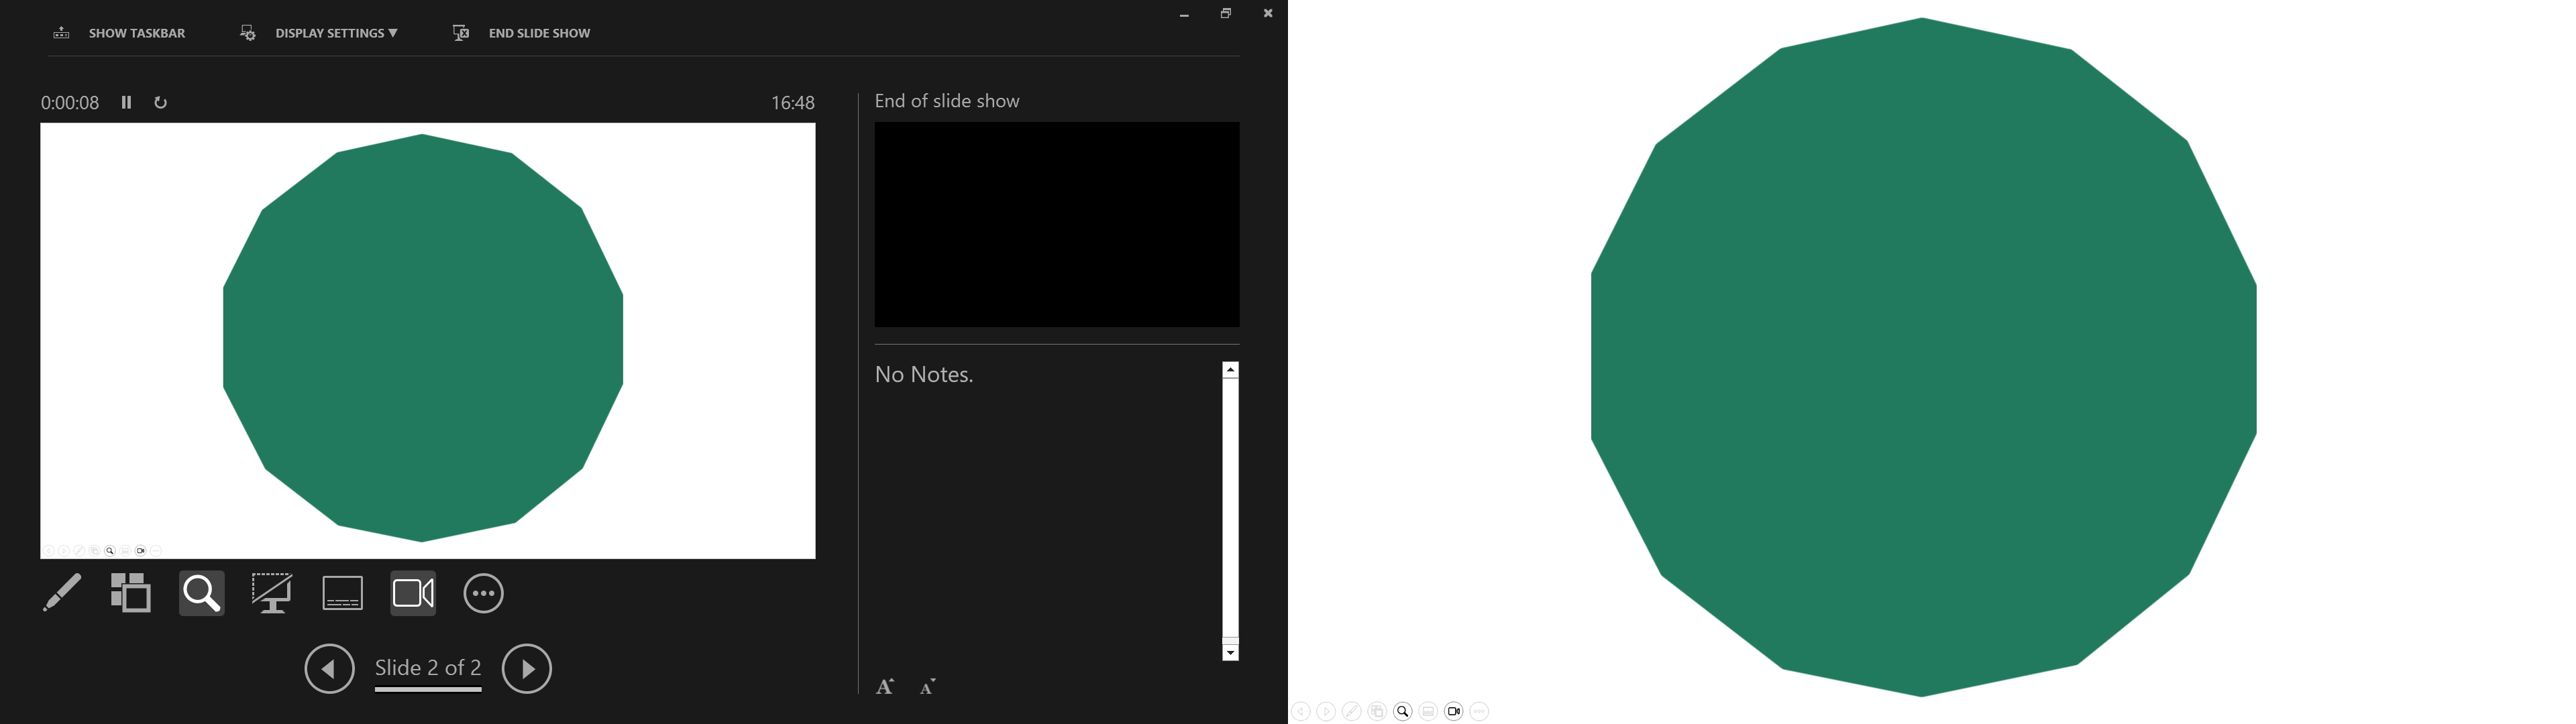 SHOW TASKBAR
DISPLAY SETTINGS ▼
END SLIDE SHOW
0:00:08
16:48
End of slide show
No Notes.
Slide 2 of 2
A A